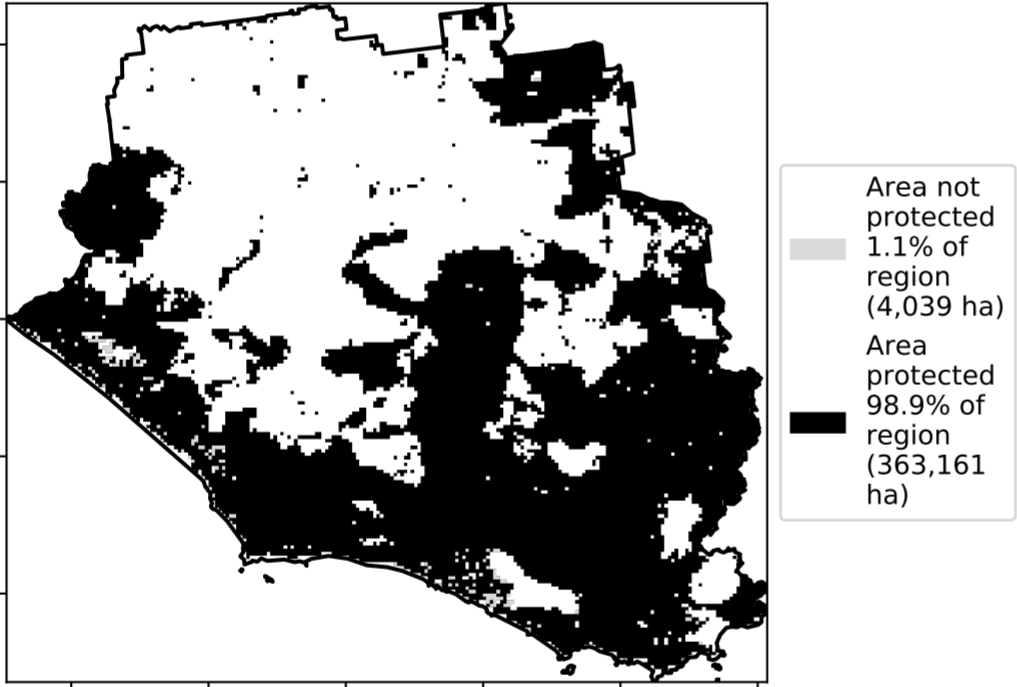 Area not
protected
1.1% of
region
(4,039 ha)
Area
protected
98.9% of
region
(363,161
ha)